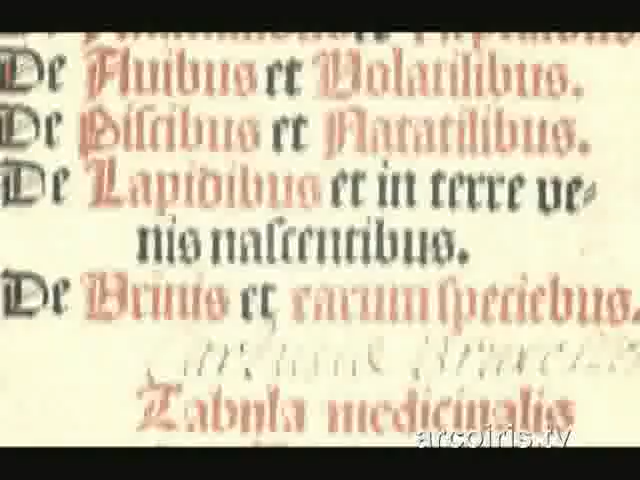 De Auibus et Volatilibus.
De Piscibus et Natatilibus.
De Lapidibus et in terre ve⸗
nis nascentibus.
De Vrinis et earum speciebus.
Tabula medicinalis
arcoiris.tv